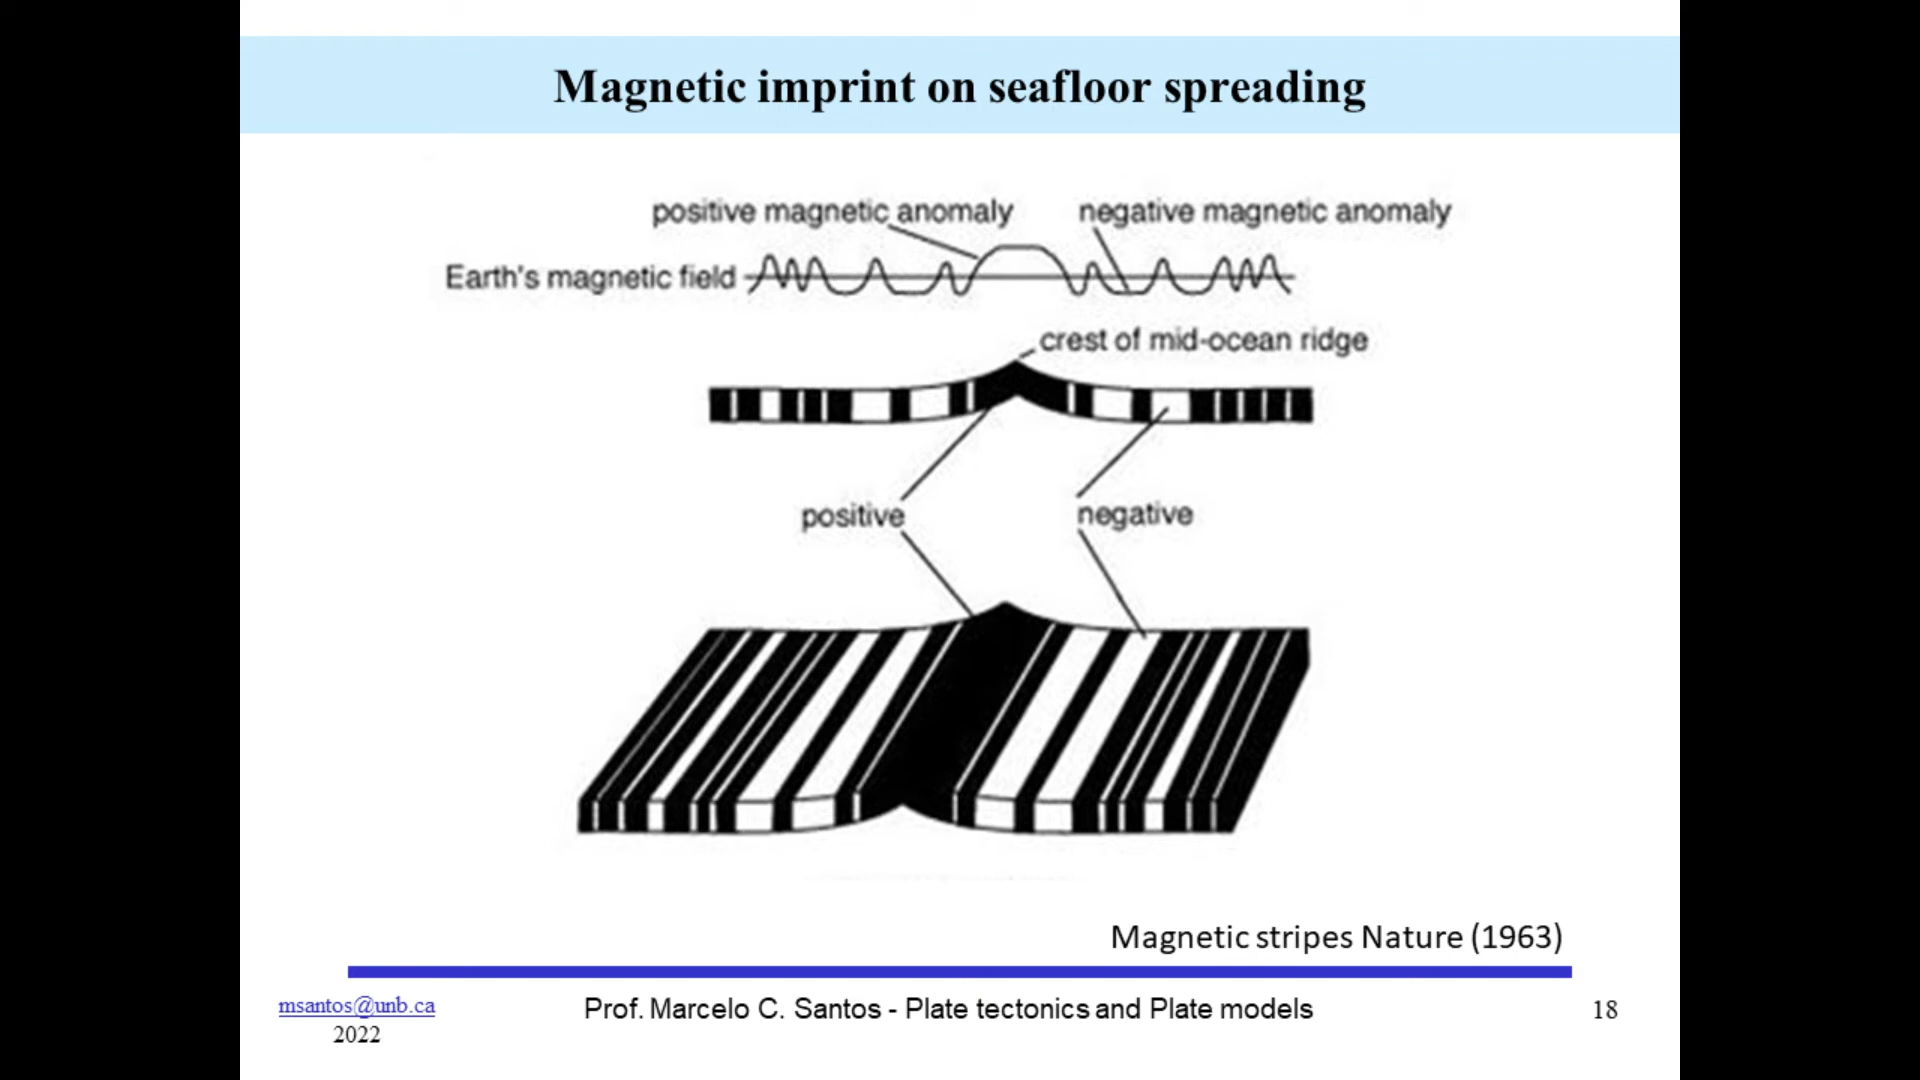 Magnetic imprint on seafloor spreading
positive magnetic anomaly
negative magnetic anomaly
Earth's magnetic field
crest of mid-ocean ridge
positive
negative
Magnetic stripes Nature (1963)
msantos@unb.ca
2022
Prof. Marcelo C. Santos - Plate tectonics and Plate models
18